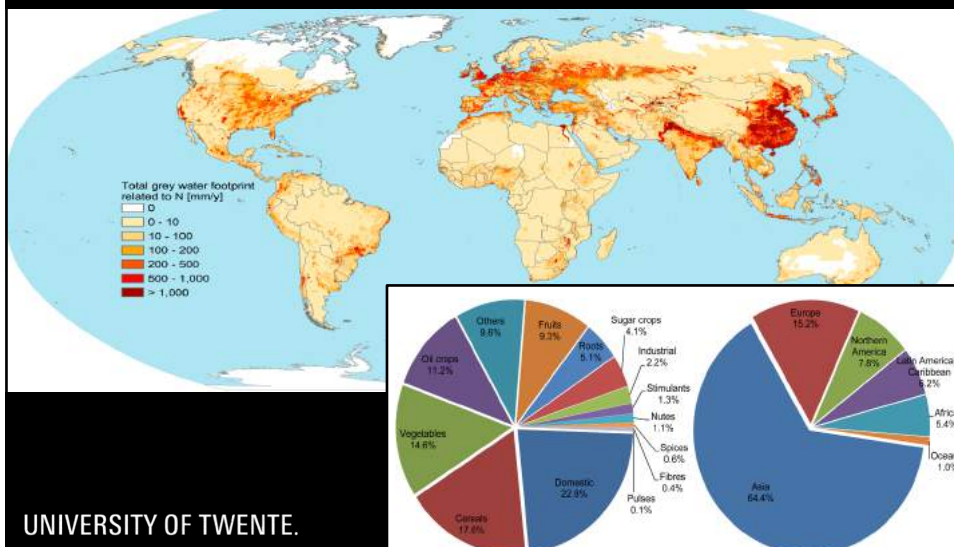 Total grey water footprint
related to N [mm/y]
0
0 - 10
10 - 100
100 - 200
200 - 500
500 - 1,000
> 1,000
Others
9.6%
Fruits
9.3%
Roots
5.1%
Sugar crops
4.1%
Industrial
2.2%
Stimulants
1.3%
Nutes
1.1%
Spices
0.6%
Fibres
0.4%
Pulses
0.1%
Domestic
22.8%
Cereals
17.6%
Vegetables
14.6%
Oil crops
11.2%
Europe
15.2%
Northern
America
7.8%
Latin America
Caribbean
6.2%
Afric
5.4%
Ocean
1.0%
Asia
64.4%
UNIVERSITY OF TWENTE.